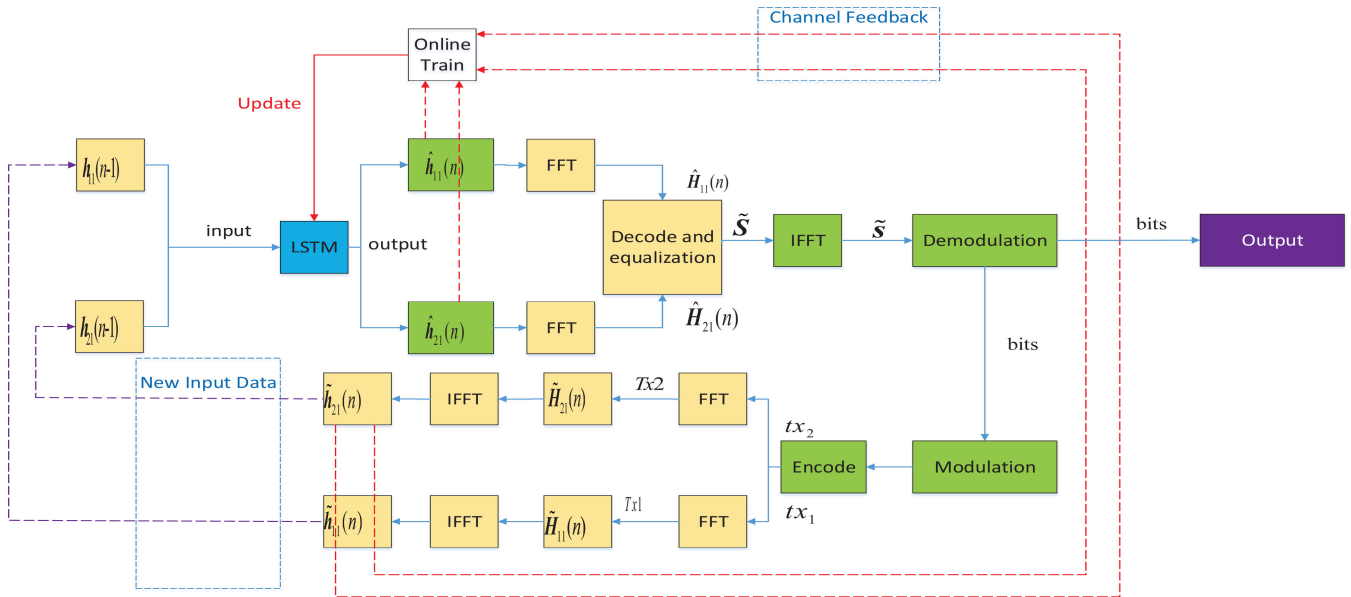 Channel Feedback
Online
Train
Update
h₁₁(n-1)
ĥ₁₁(n)
FFT
Ĥ₁₁(n)
input
LSTM
output
Decode and
equalization
S̃
IFFT
s̃
Demodulation
bits
Output
h₂₁(n-1)
ĥ₂₁(n)
FFT
Ĥ₂₁(n)
bits
New Input Data
h̃₂₁(n)
IFFT
H̃₂₁(n)
Tx2
FFT
tx₂
Encode
Modulation
h̃₁₁(n)
IFFT
H̃₁₁(n)
Tx1
FFT
tx₁